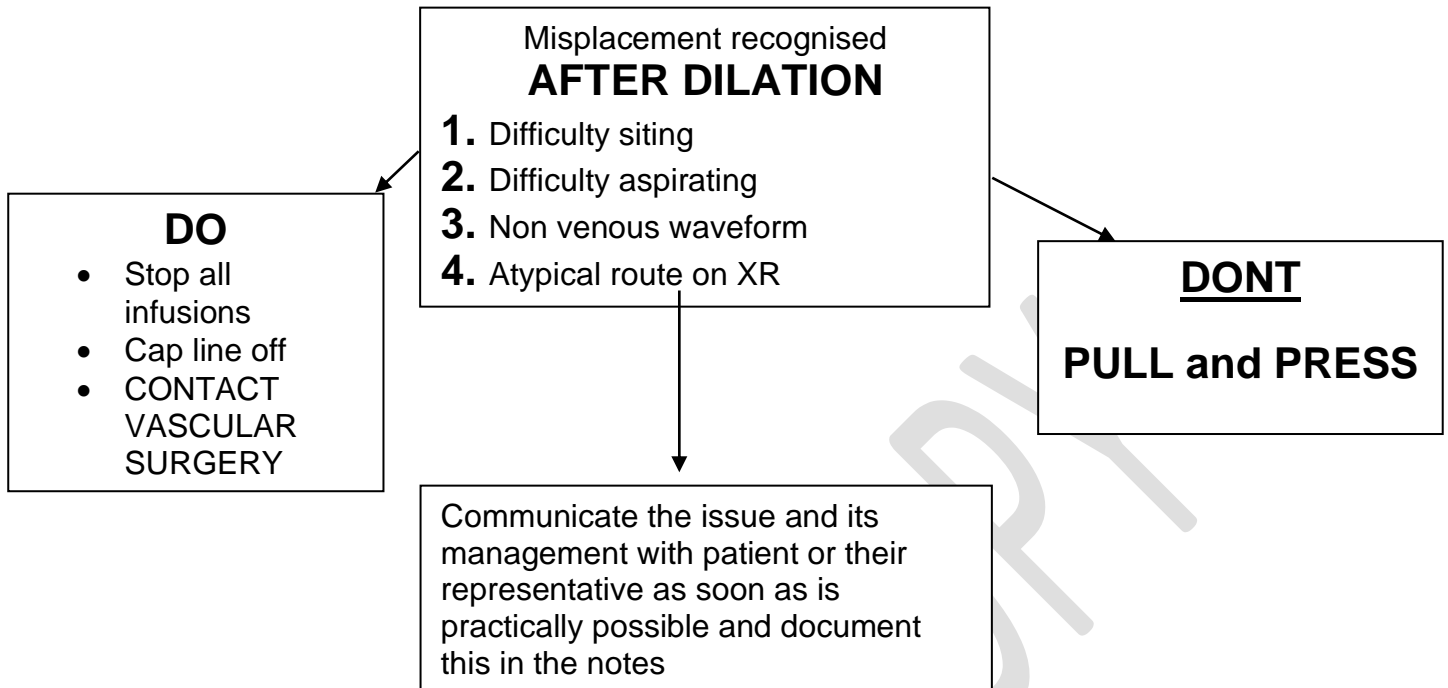 Misplacement recognised
AFTER DILATION
1. Difficulty siting
2. Difficulty aspirating
3. Non venous waveform
4. Atypical route on XR
DO
• Stop all
infusions
• Cap line off
• CONTACT
VASCULAR
SURGERY
DONT
PULL and PRESS
Communicate the issue and its
management with patient or their
representative as soon as is
practically possible and document
this in the notes